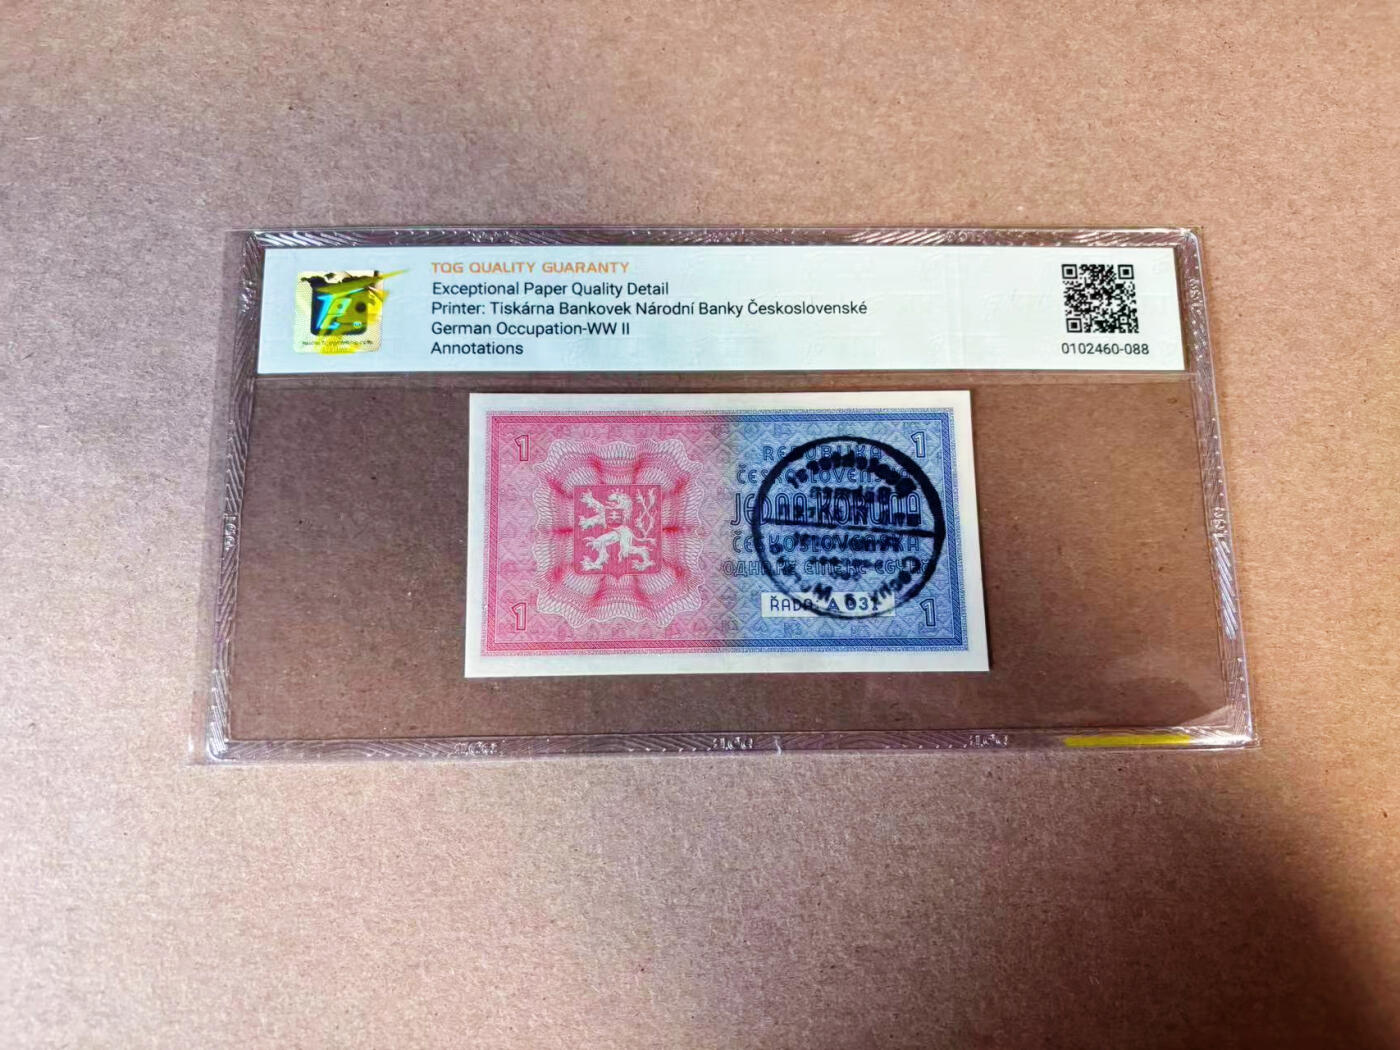 TQG QUALITY GUARANTY
Exceptional Paper Quality Detail
Printer: Tiskárna Bankovek Národní Banky Československé
German Occupation-WW II
Annotations
0102460-088
1
1
REPUBLIKA
ČESKOSLOVENSKÁ
JEDNA KORUNA
ČESKOSLOVENSKÁ
ŘADA: A 031
1
1